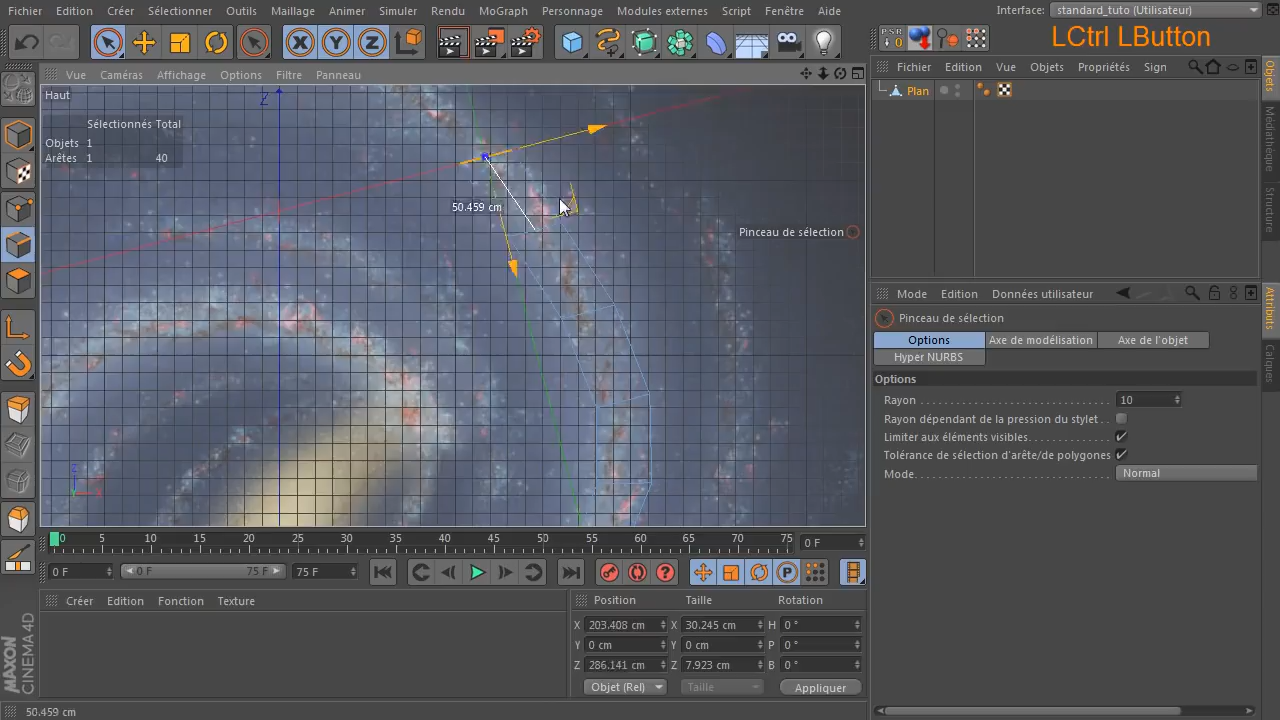 Fichier Edition Créer Sélectionner Outils Maillage Animer Simuler Rendu MoGraph Personnage Modules externes Script Fenêtre Aide Interface: standard_tuto (Utilisateur)
LCtrl LButton
X Y Z
PSR
0
Vue Caméras Affichage Options Filtre Panneau
Fichier Edition Vue Objets Propriétés Sign
Plan
Objets
Médiathèque
Structure
Haut
Z
Sélectionnés Total
Objets 1
Arêtes 1 40
50.459 cm
Pinceau de sélection
Z
X
Y
Mode Edition Données utilisateur
Attributs
Calques
Pinceau de sélection
Options Axe de modélisation Axe de l'objet
Hyper NURBS
Options
Rayon 10
Rayon dépendant de la pression du stylet
Limiter aux éléments visibles
Tolérance de sélection d'arête/de polygones
Mode Normal
0 5 10 15 20 25 30 35 40 45 50 55 60 65 70 75 0 F
0 F 0 F 75 F 75 F
P
Créer Edition Fonction Texture
Position Taille Rotation
X 203.408 cm X 30.245 cm H 0 °
Y 0 cm Y 0 cm P 0 °
Z 286.141 cm Z 7.923 cm B 0 °
Objet (Rel) Taille Appliquer
MAXON
CINEMA 4D
50.459 cm